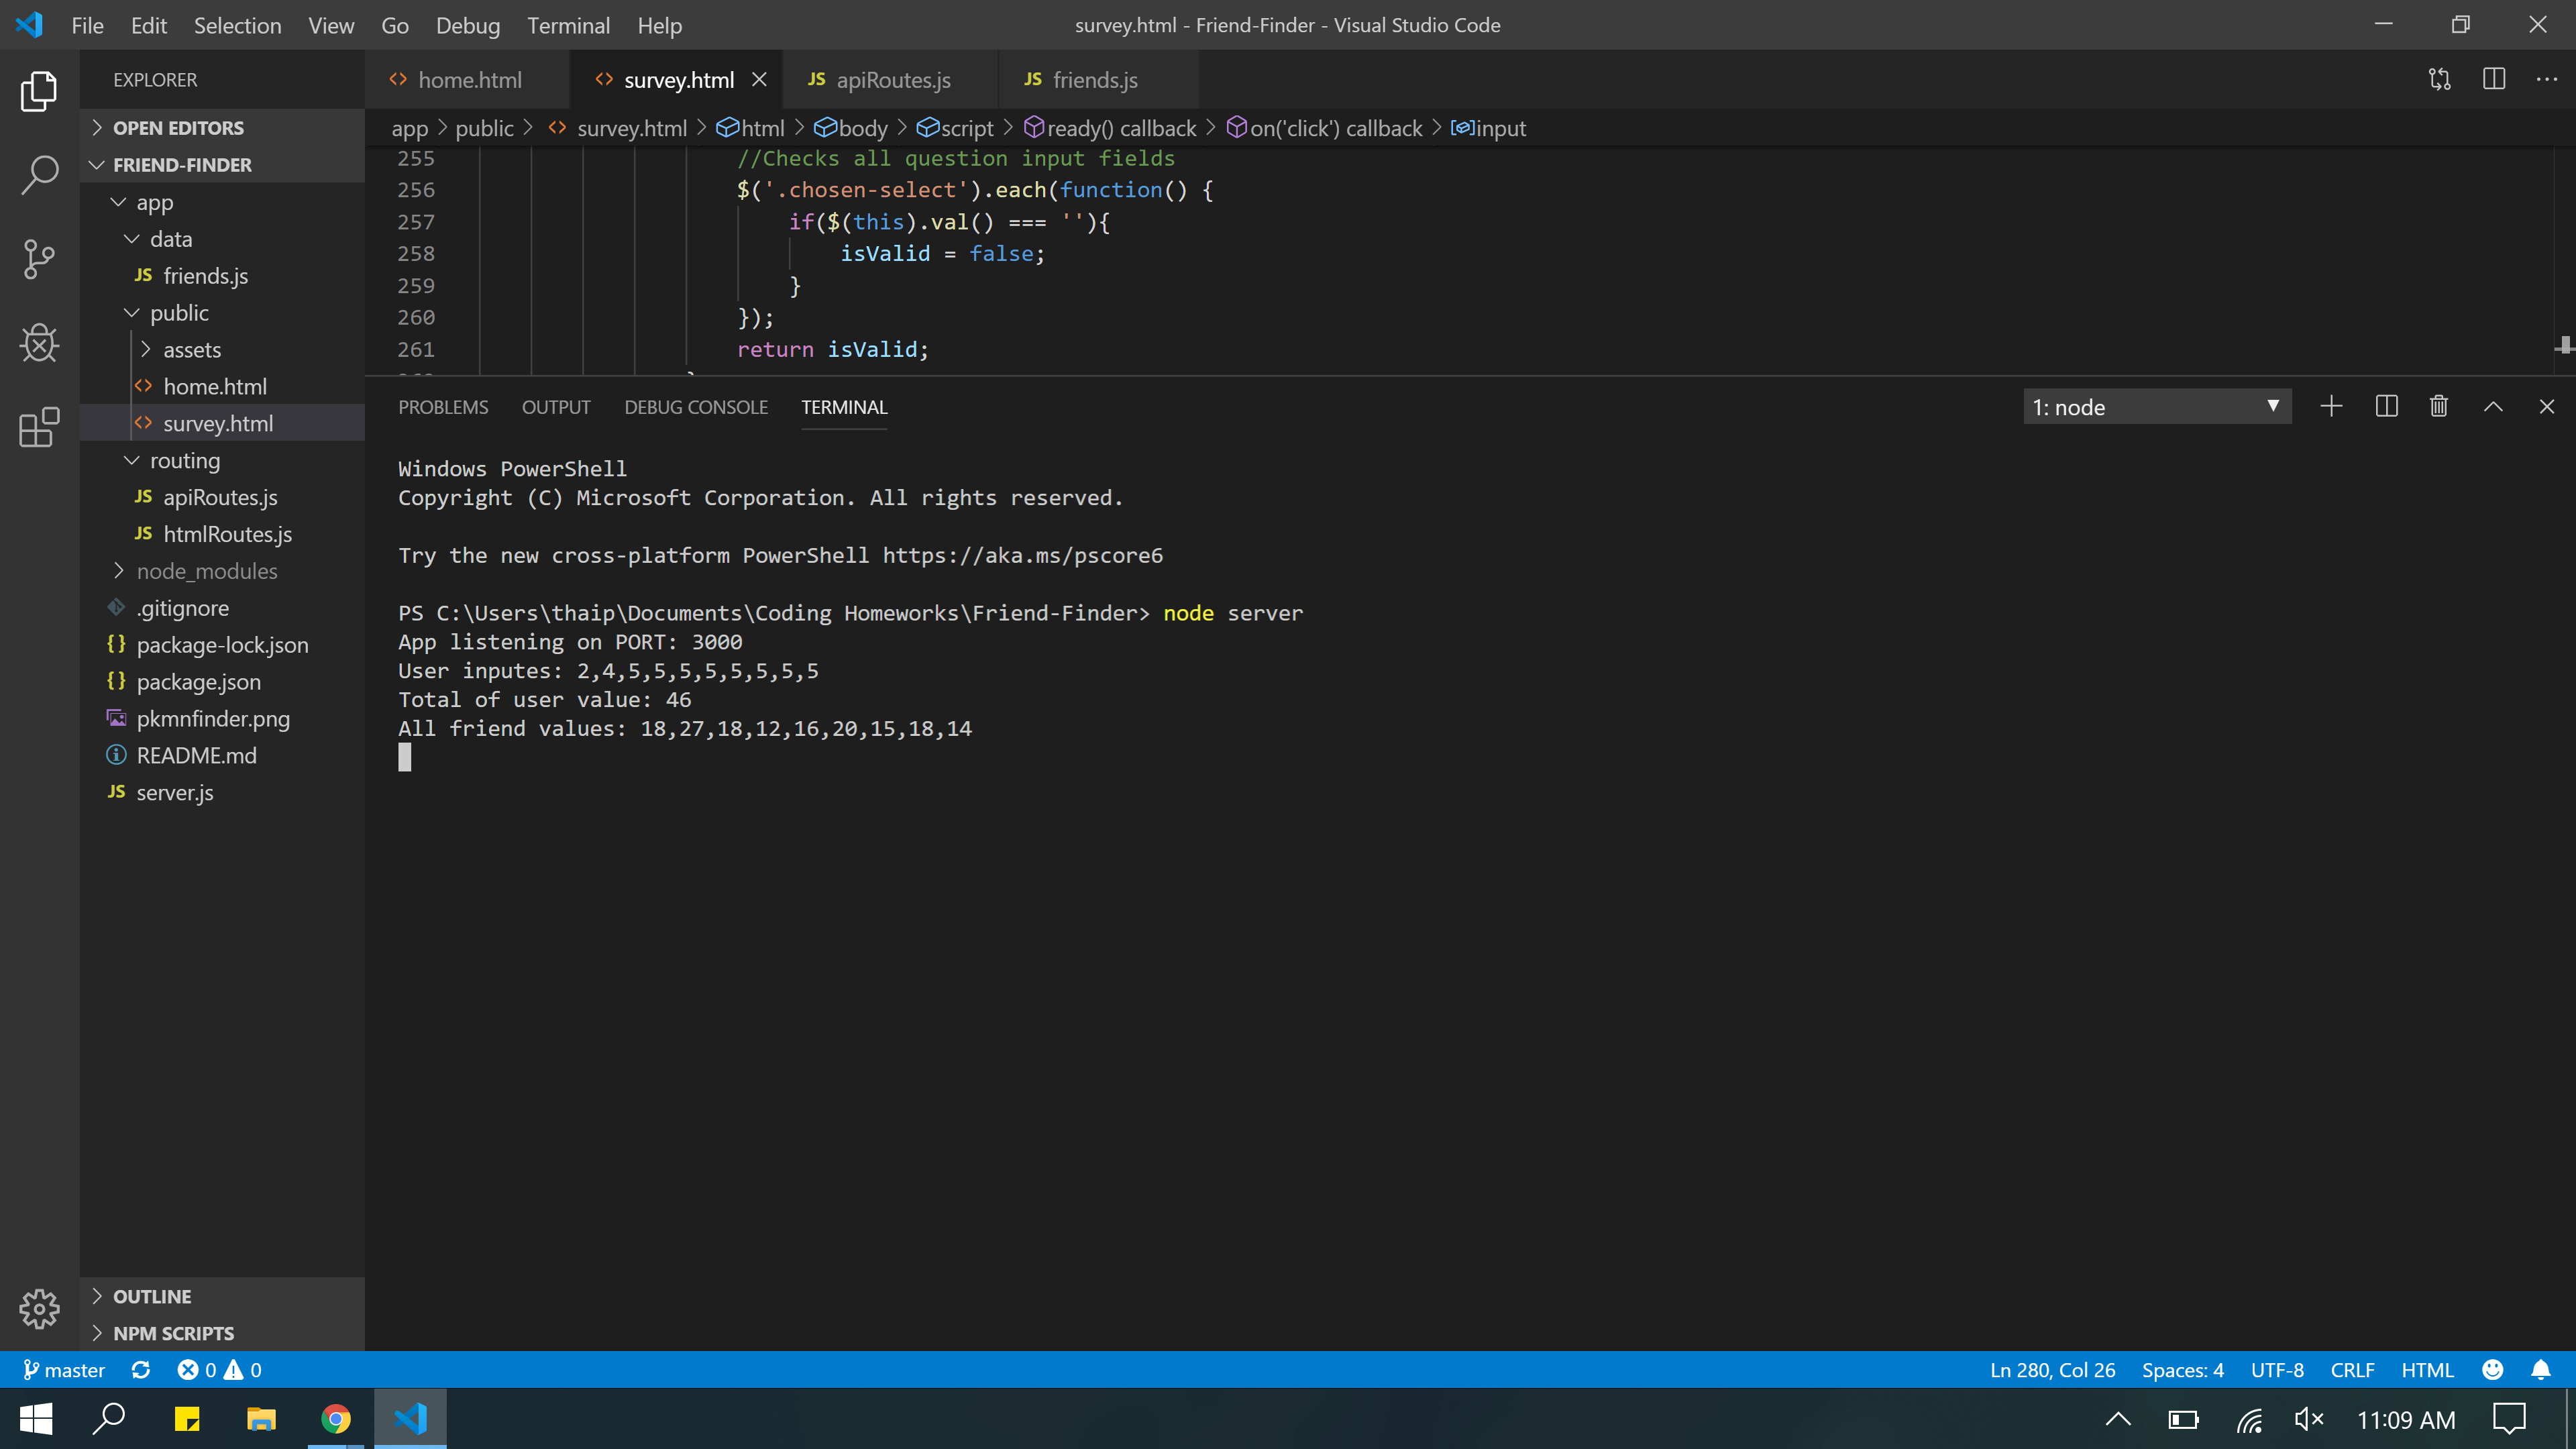 File Edit Selection View Go Debug Terminal Help
survey.html - Friend-Finder - Visual Studio Code
EXPLORER
OPEN EDITORS
FRIEND-FINDER
app
data
JS friends.js
public
assets
<> home.html
<> survey.html
routing
JS apiRoutes.js
JS htmlRoutes.js
node_modules
.gitignore
{} package-lock.json
{} package.json
pkmnfinder.png
README.md
JS server.js
OUTLINE
NPM SCRIPTS
<> home.html <> survey.html JS apiRoutes.js JS friends.js
app > public > <> survey.html > html > body > script > ready() callback > on('click') callback > input
255 //Checks all question input fields
256 $('.chosen-select').each(function() {
257 if($(this).val() === ''){
258 isValid = false;
259 }
260 });
261 return isValid;
PROBLEMS OUTPUT DEBUG CONSOLE TERMINAL 1: node
Windows PowerShell
Copyright (C) Microsoft Corporation. All rights reserved.
Try the new cross-platform PowerShell https://aka.ms/pscore6
PS C:\Users\thaip\Documents\Coding Homeworks\Friend-Finder> node server
App listening on PORT: 3000
User inputes: 2,4,5,5,5,5,5,5,5,5
Total of user value: 46
All friend values: 18,27,18,12,16,20,15,18,14
master 0 0 Ln 280, Col 26 Spaces: 4 UTF-8 CRLF HTML
11:09 AM